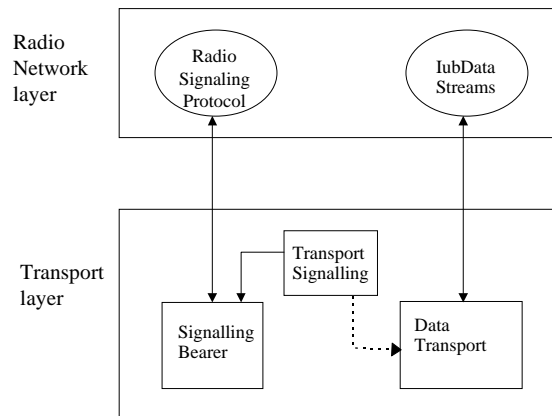 Radio
Network
layer
Radio
Signaling
Protocol
IubData
Streams
Transport
layer
Transport
Signalling
Signalling
Bearer
Data
Transport